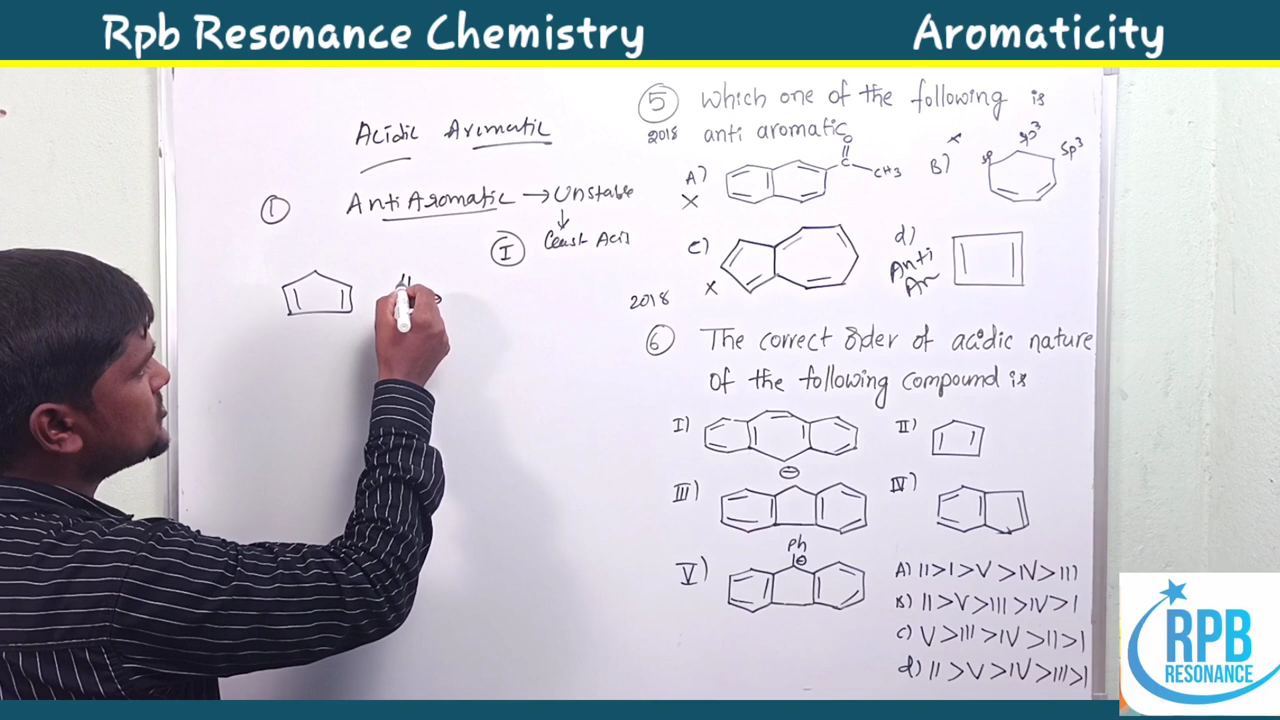 Rpb Resonance Chemistry
Aromaticity
Acidic Aromatic
① Anti Aromatic → Unstable
↓
Ⓘ Least Acid
⑤ Which one of the following is
2018 anti aromatic
A) O C CH3
X
B) X SP SP3 SP3
C)
X
d) Anti
Ar
2018
⑥ The correct Order of acidic nature
of the following compound is
I) ⊖
II)
III)
IV)
V) Ph ⊖
A) II > I > V > IV > III
B) II > V > III > IV > I
C) V > III > IV > II > I
d) II > V > IV > III > I
RPB
RESONANCE